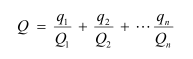 Q = q₁/Q₁ + q₂/Q₂ + ⋯ qₙ/Qₙ